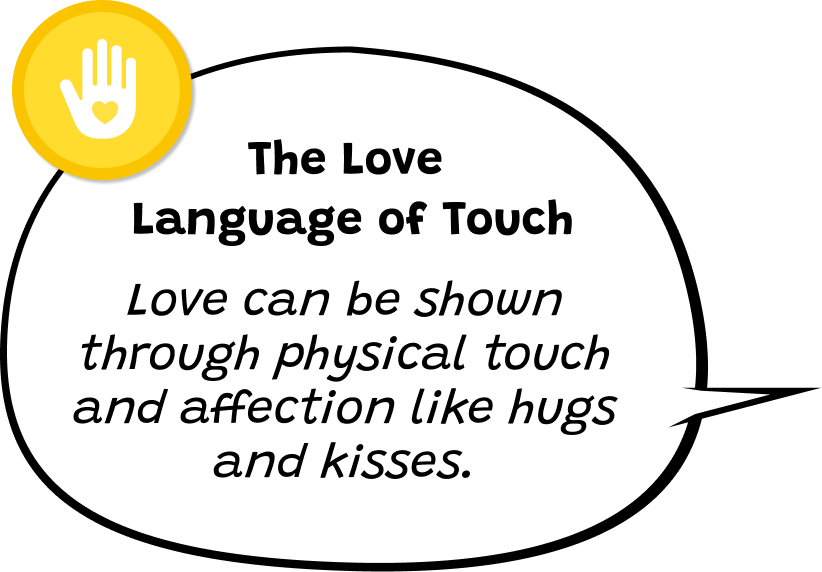 The Love
Language of Touch
Love can be shown
through physical touch
and affection like hugs
and kisses.